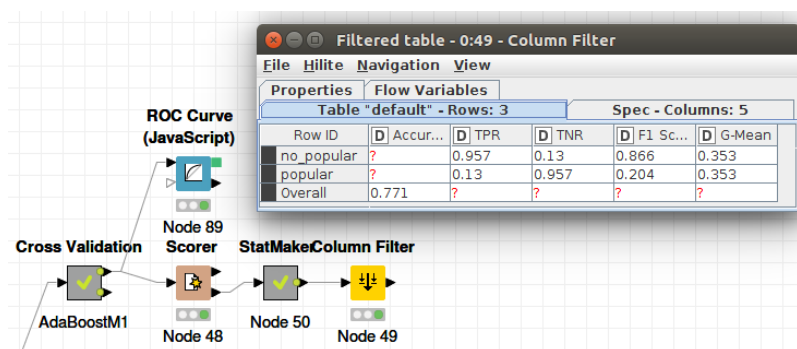 Filtered table - 0:49 - Column Filter
File Hilite Navigation View
Properties Flow Variables
Table "default" - Rows: 3 Spec - Columns: 5
Row ID D Accur... D TPR D TNR D F1 Sc... D G-Mean
no_popular ? 0.957 0.13 0.866 0.353
popular ? 0.13 0.957 0.204 0.353
Overall 0.771 ? ? ? ?
ROC Curve
(JavaScript)
Node 89
Cross Validation Scorer StatMaker Column Filter
AdaBoostM1 Node 48 Node 50 Node 49